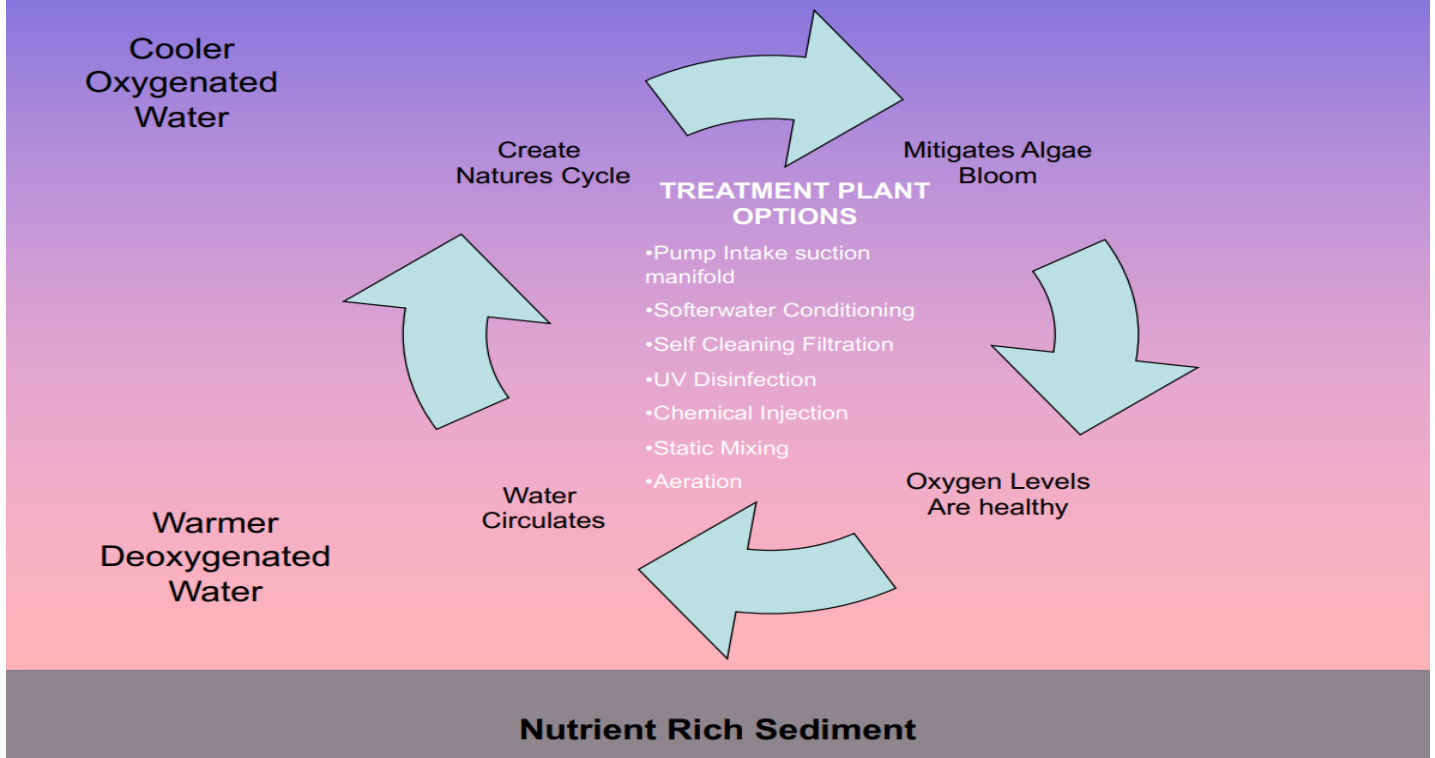 Cooler
Oxygenated
Water
Create
Natures Cycle
Mitigates Algae
Bloom
TREATMENT PLANT
OPTIONS
•Pump Intake suction
manifold
•Softerwater Conditioning
•Self Cleaning Filtration
•UV Disinfection
•Chemical Injection
•Static Mixing
•Aeration
Water
Circulates
Oxygen Levels
Are healthy
Warmer
Deoxygenated
Water
Nutrient Rich Sediment